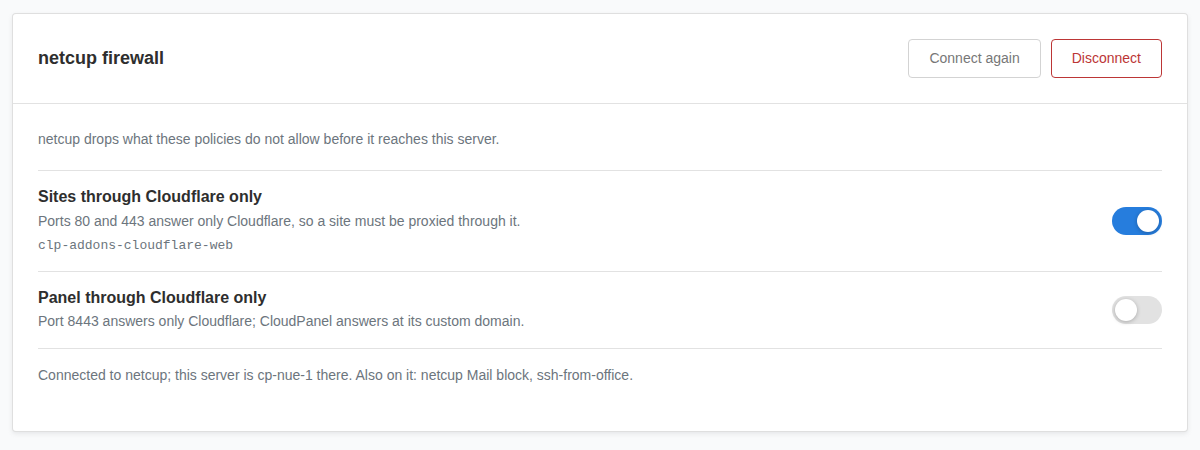 netcup firewall
Connect again
Disconnect
netcup drops what these policies do not allow before it reaches this server.
Sites through Cloudflare only
Ports 80 and 443 answer only Cloudflare, so a site must be proxied through it.
clp-addons-cloudflare-web
Panel through Cloudflare only
Port 8443 answers only Cloudflare; CloudPanel answers at its custom domain.
Connected to netcup; this server is cp-nue-1 there. Also on it: netcup Mail block, ssh-from-office.